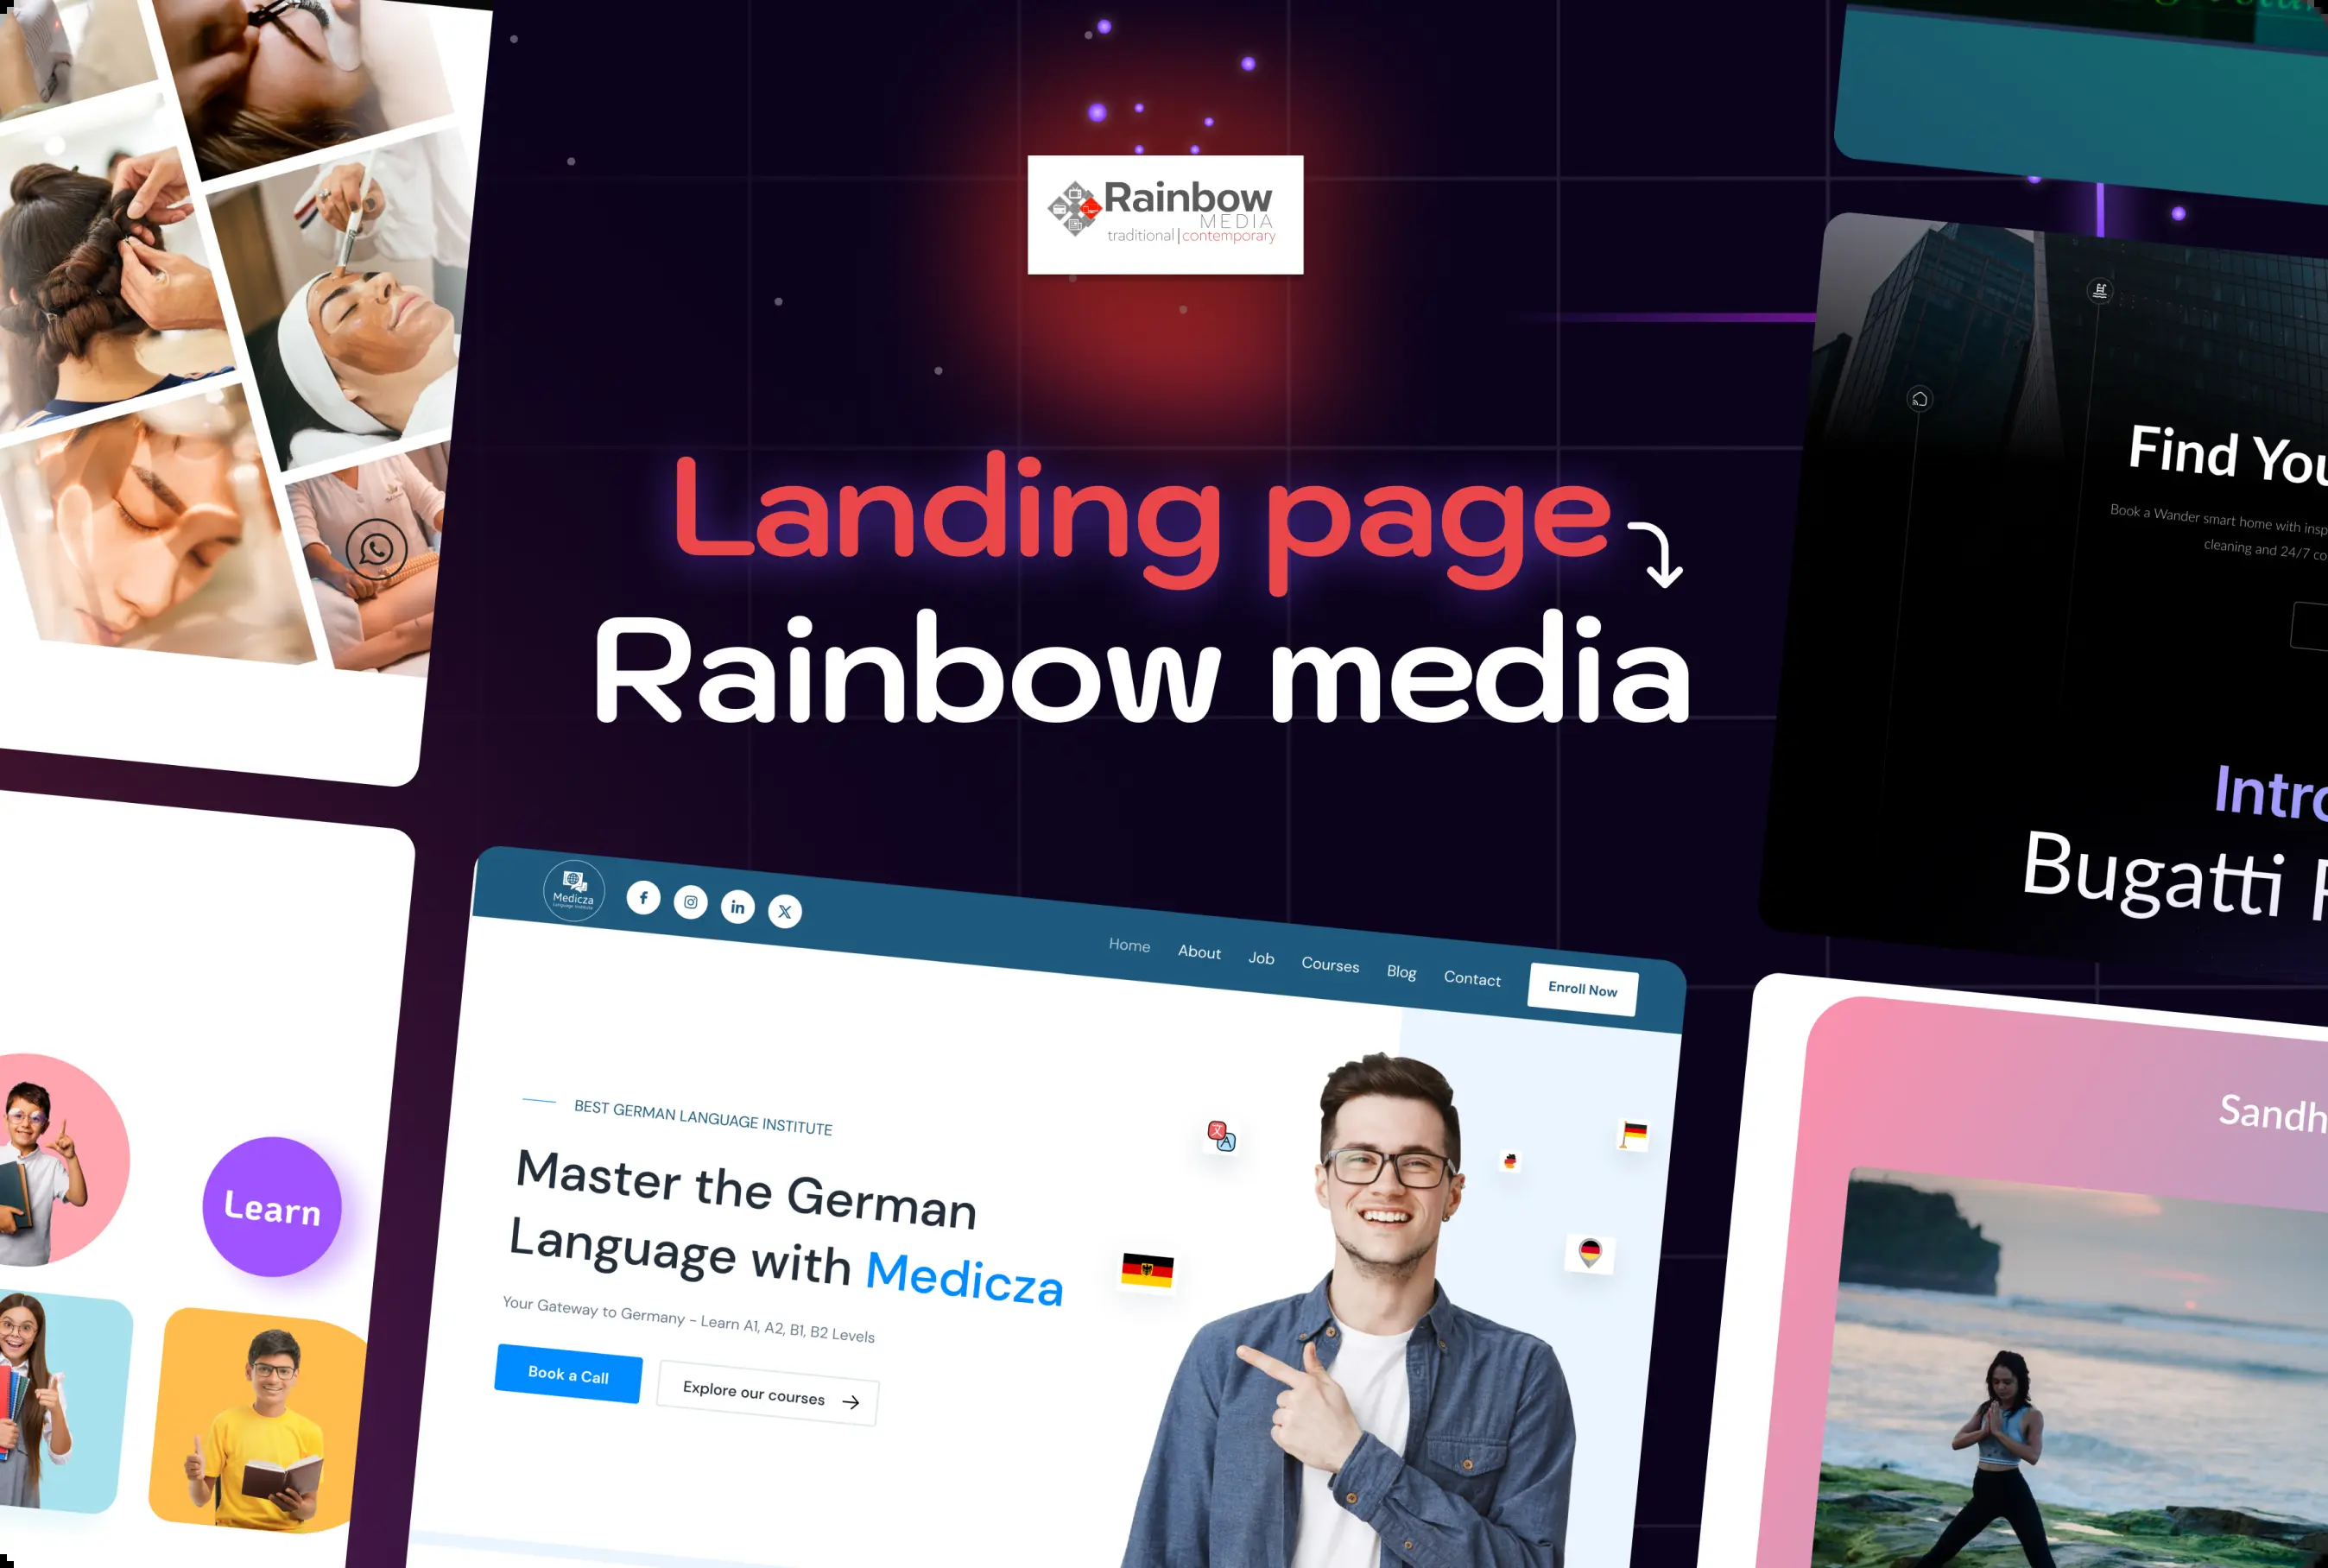 Rainbow
MEDIA
traditional|contemporary
Landing page
Rainbow media
Find You
Book a Wander smart home with insp
cleaning and 24/7 co
Intro
Bugatti
Medicza
Language Institute
Home About Job Courses Blog Contact Enroll Now
BEST GERMAN LANGUAGE INSTITUTE
Master the German
Language with Medicza
Your Gateway to Germany - Learn A1, A2, B1, B2 Levels
Book a Call Explore our courses
Learn
Sandh